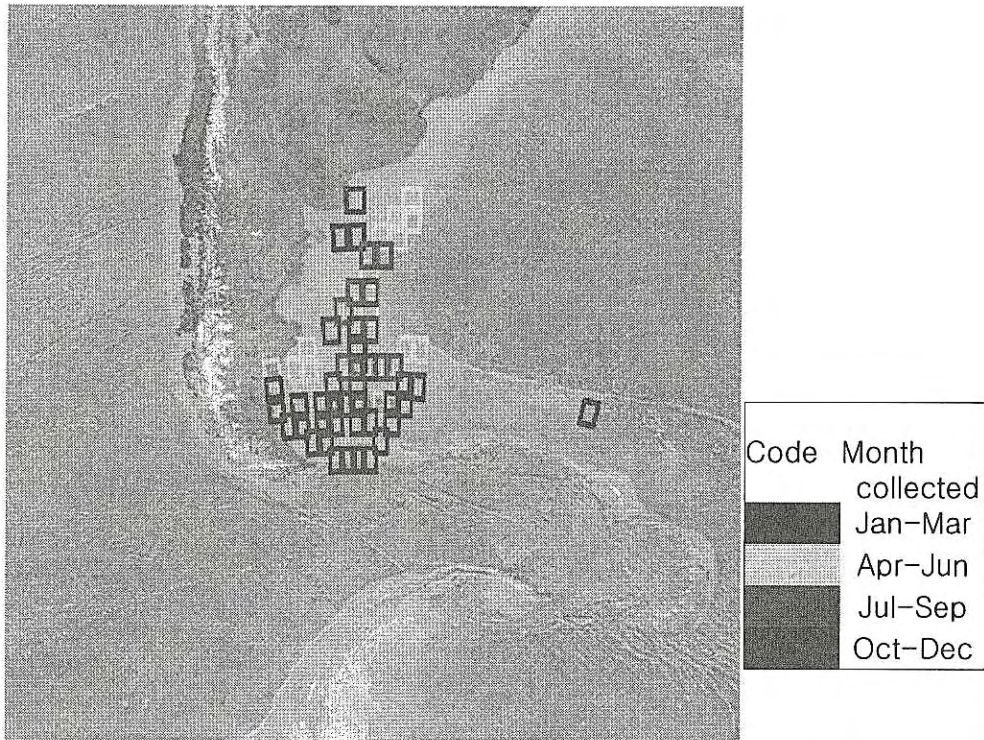 Code Month
collected
Jan-Mar
Apr-Jun
Jul-Sep
Oct-Dec